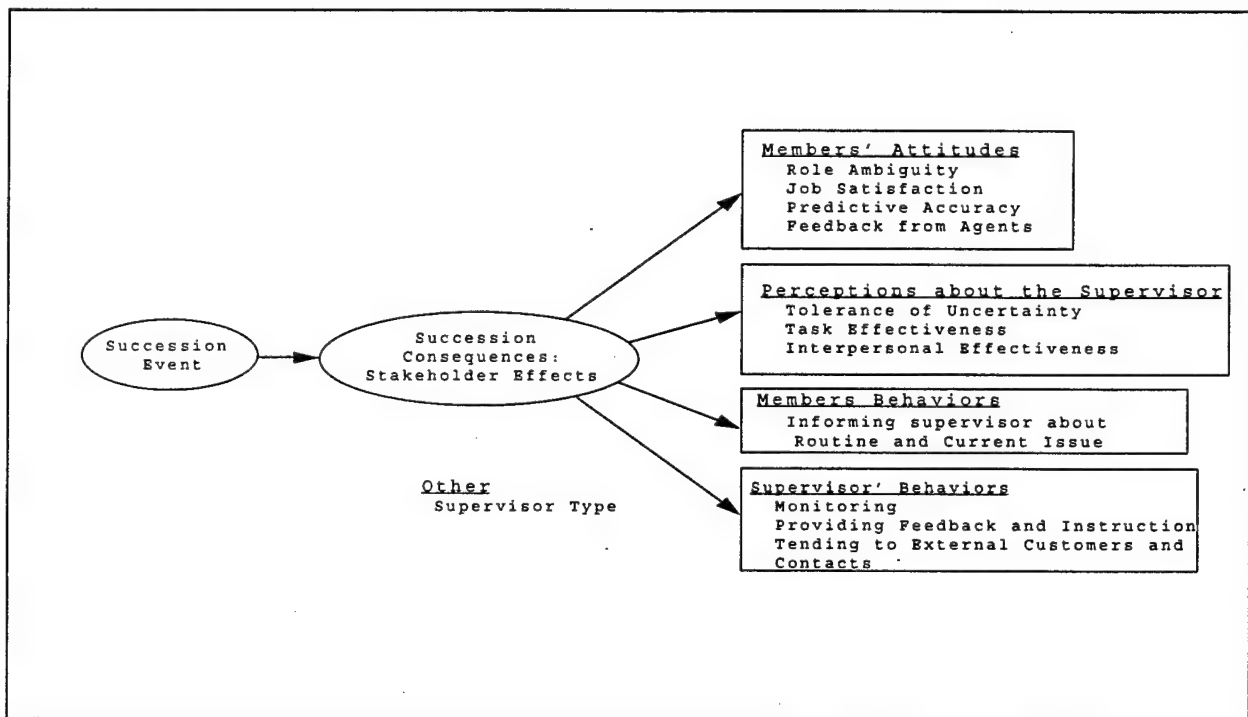 Succession
Event
Succession
Consequences:
Stakeholder Effects
Members' Attitudes
Role Ambiguity
Job Satisfaction
Predictive Accuracy
Feedback from Agents
Perceptions about the Supervisor
Tolerance of Uncertainty
Task Effectiveness
Interpersonal Effectiveness
Members Behaviors
Informing supervisor about
Routine and Current Issue
Supervisor' Behaviors
Monitoring
Providing Feedback and Instruction
Tending to External Customers and
Contacts
Other
Supervisor Type